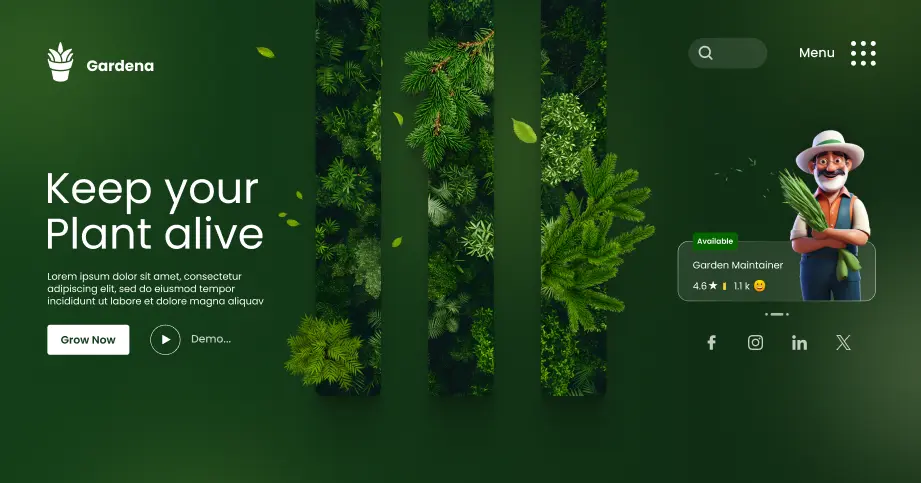 Gardena
Menu
Keep your
Plant alive
Lorem ipsum dolor sit amet, consectetur
adipiscing elit, sed do eiusmod tempor
incididunt ut labore et dolore magna aliquav
Grow Now
Demo...
Available
Garden Maintainer
4.6★ 1.1 k 😀